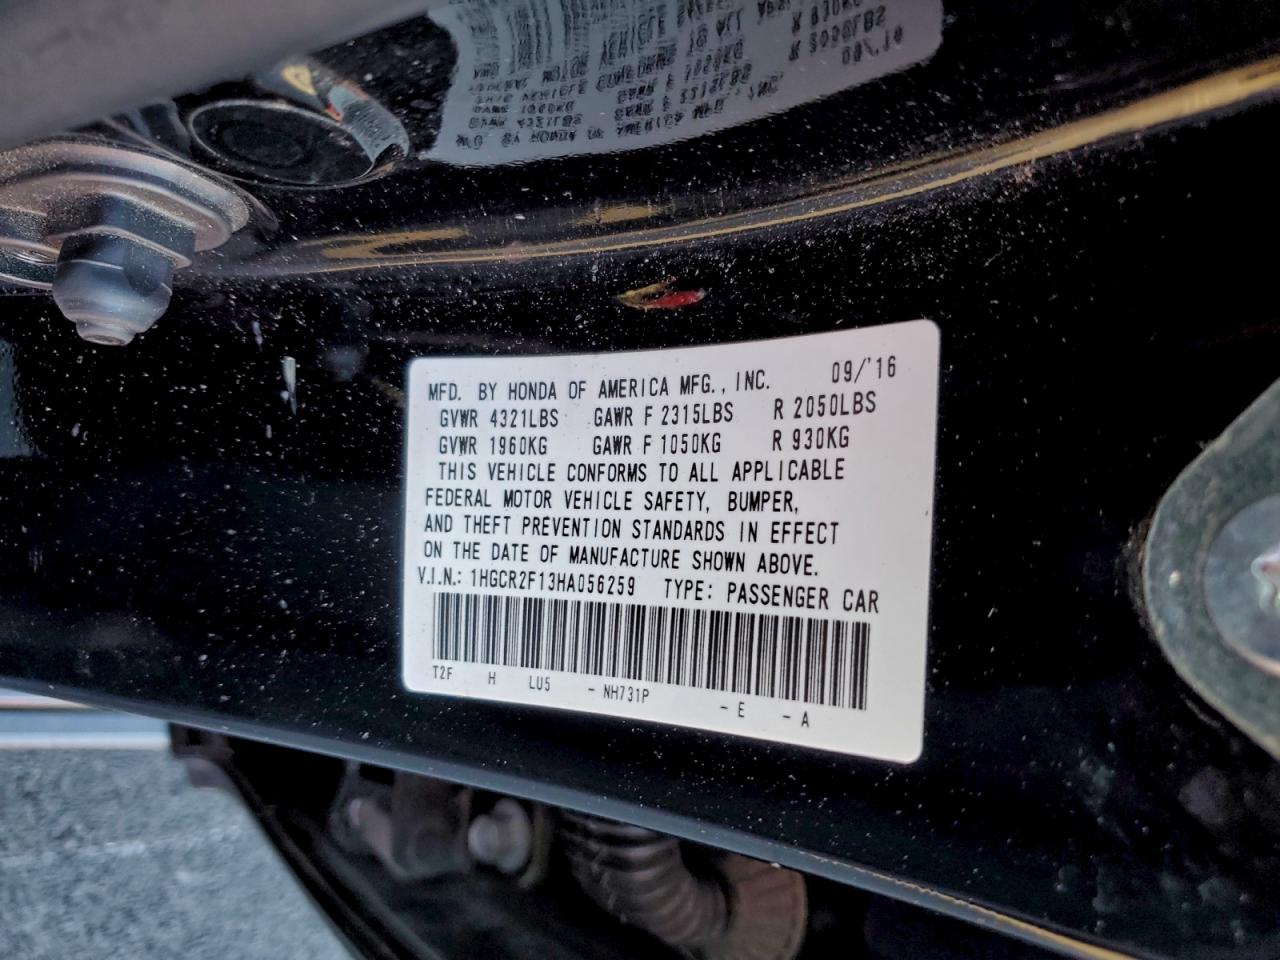 MFD. BY HONDA OF AMERICA MFG., INC. 09/'16
GVWR 4321LBS GAWR F 2315LBS R 2050LBS
GVWR 1960KG GAWR F 1050KG R 930KG
THIS VEHICLE CONFORMS TO ALL APPLICABLE
FEDERAL MOTOR VEHICLE SAFETY, BUMPER,
AND THEFT PREVENTION STANDARDS IN EFFECT
ON THE DATE OF MANUFACTURE SHOWN ABOVE.
V.I.N.: 1HGCR2F13HA056259 TYPE: PASSENGER CAR
T2F H LU5 - NH731P - E - A